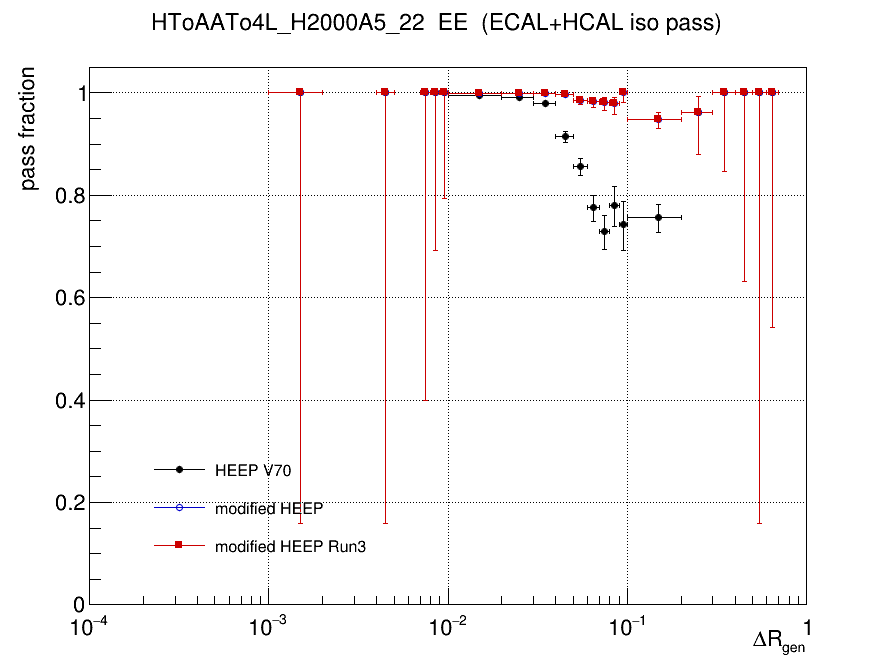 HToAATo4L_H2000A5_22 EE (ECAL+HCAL iso pass)
pass fraction
1
0.8
0.6
0.4
0.2
0
HEEP V70
modified HEEP
modified HEEP Run3
10⁻⁴ 10⁻³ 10⁻² 10⁻¹ 1
ΔR_gen